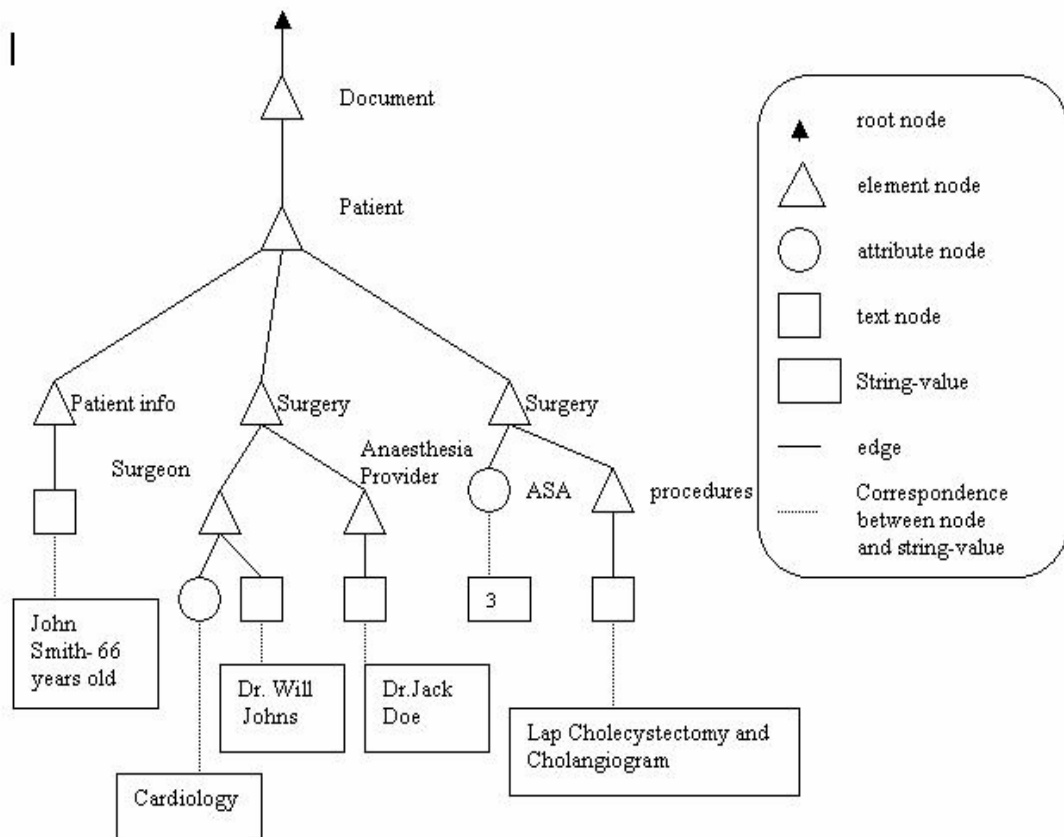 Document
Patient
Patient info
Surgery
Surgery
Surgeon
Anaesthesia
Provider
ASA
procedures
John
Smith- 66
years old
3
Dr. Will
Johns
Dr.Jack
Doe
Lap Cholecystectomy and
Cholangiogram
Cardiology
root node
element node
attribute node
text node
String-value
edge
Correspondence
between node
and string-value